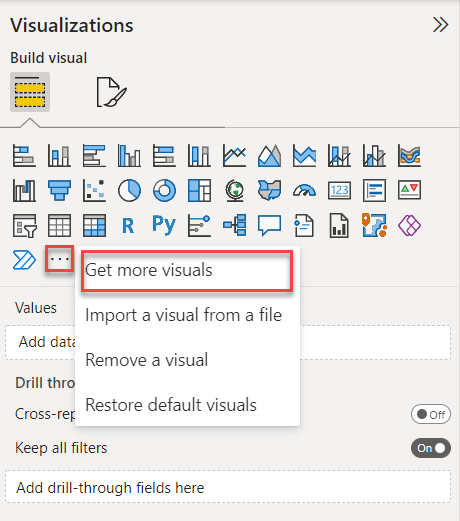 Visualizations
Build visual
123
R
Py
...
Get more visuals
Import a visual from a file
Remove a visual
Restore default visuals
Values
Add data
Drill thro
Cross-rep
Off
Keep all filters
On
Add drill-through fields here